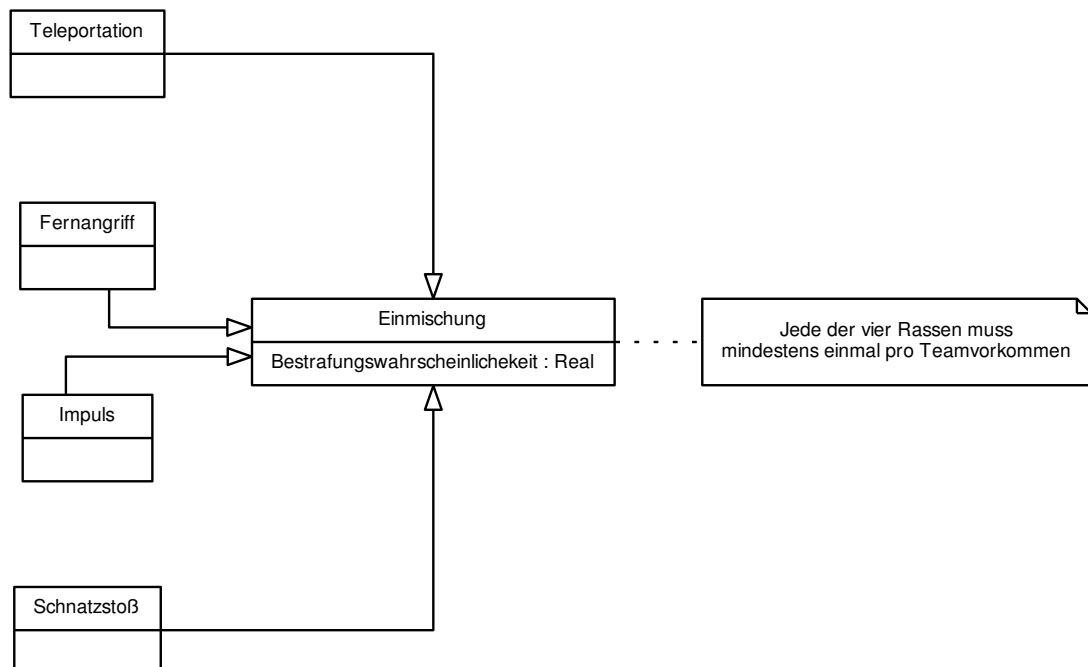 Teleportation
Fernangriff
Einmischung
Bestrafungswahrscheinlichekeit : Real
Jede der vier Rassen muss
mindestens einmal pro Teamvorkommen
Impuls
Schnatzstoß